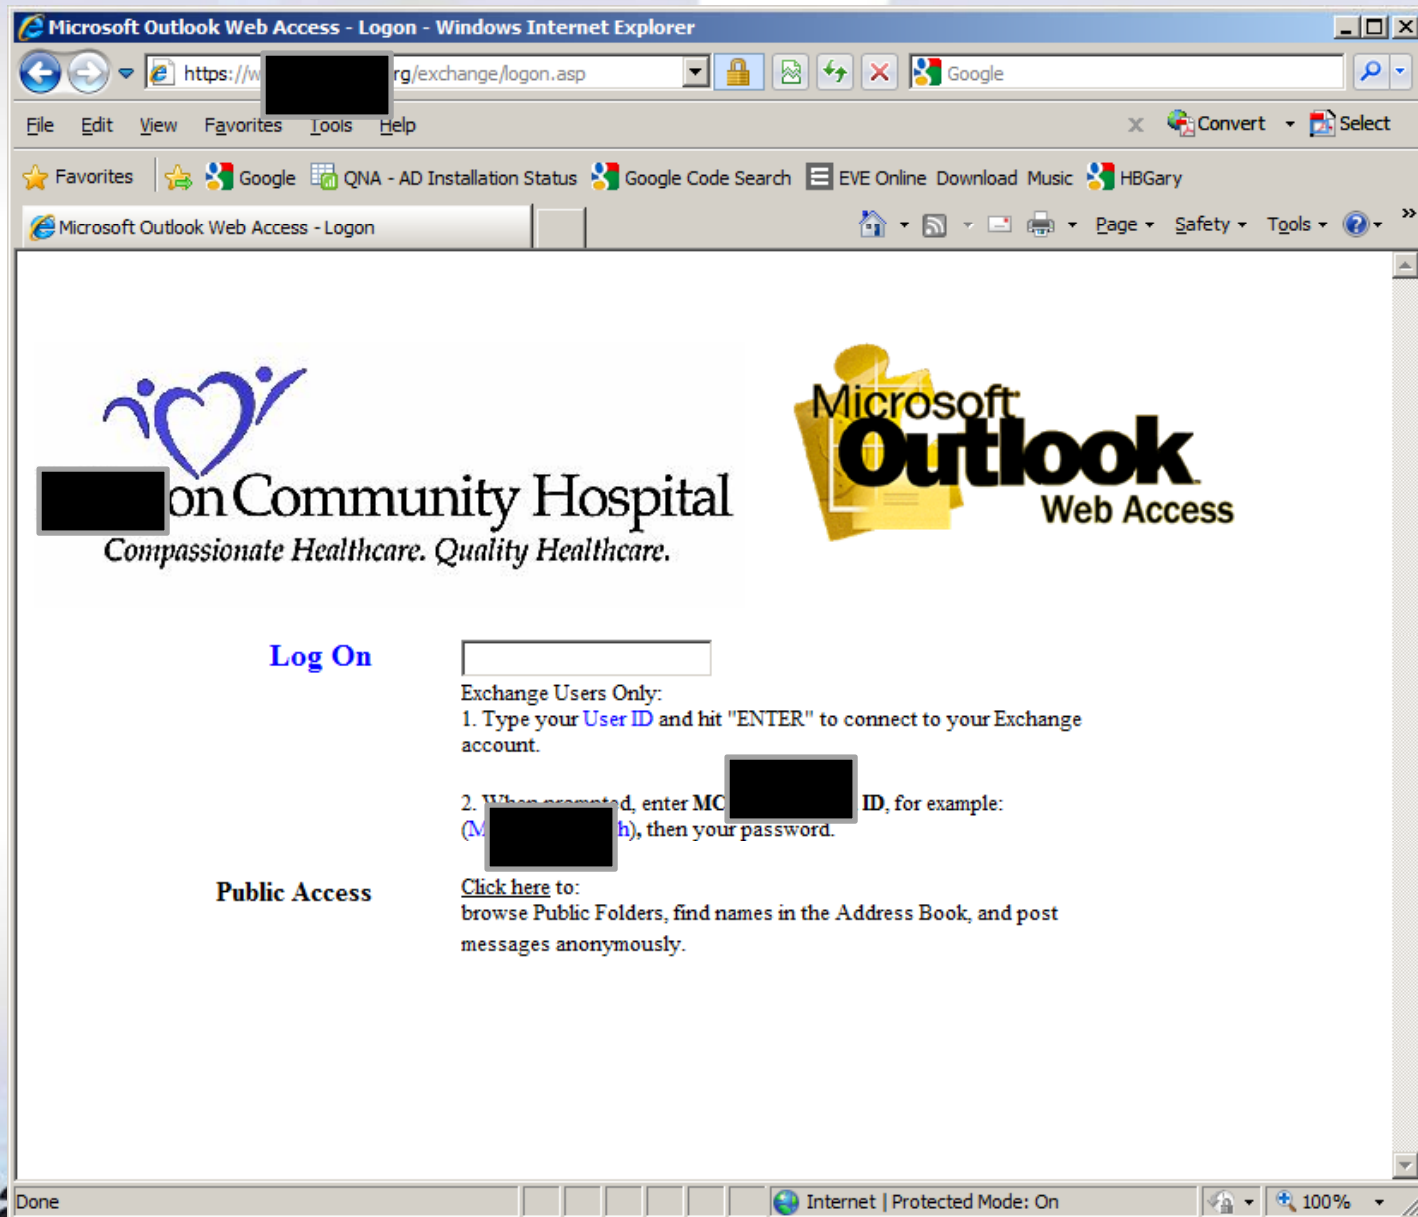 Microsoft Outlook Web Access - Logon - Windows Internet Explorer
https://w rg/exchange/logon.asp Google
File Edit View Favorites Tools Help x Convert Select
Favorites Google QNA - AD Installation Status Google Code Search EVE Online Download Music HBGary
Microsoft Outlook Web Access - Logon Page Safety Tools
Microsoft
Outlook
Web Access
on Community Hospital
Compassionate Healthcare. Quality Healthcare.
Log On
Exchange Users Only:
1. Type your User ID and hit "ENTER" to connect to your Exchange
account.
2. When prompted, enter MC ID, for example:
(M h), then your password.
Public Access
Click here to:
browse Public Folders, find names in the Address Book, and post
messages anonymously.
Done Internet | Protected Mode: On 100%